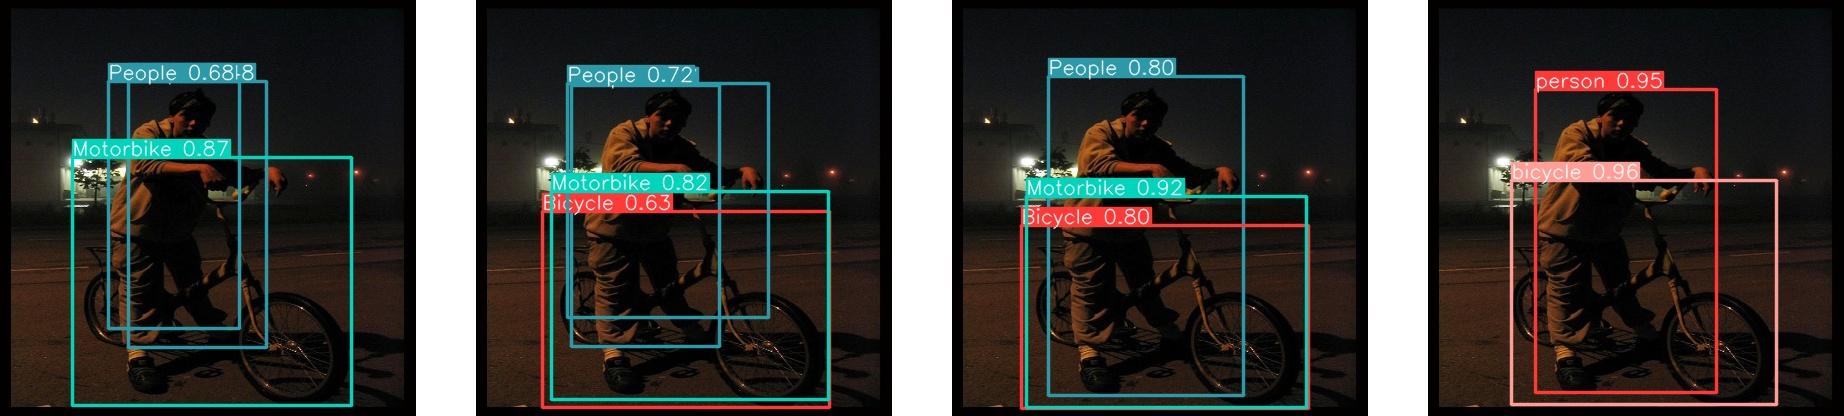 People 0.68
Motorbike 0.87
People 0.72
Motorbike 0.82
Bicycle 0.63
People 0.80
Motorbike 0.92
Bicycle 0.80
person 0.95
bicycle 0.96